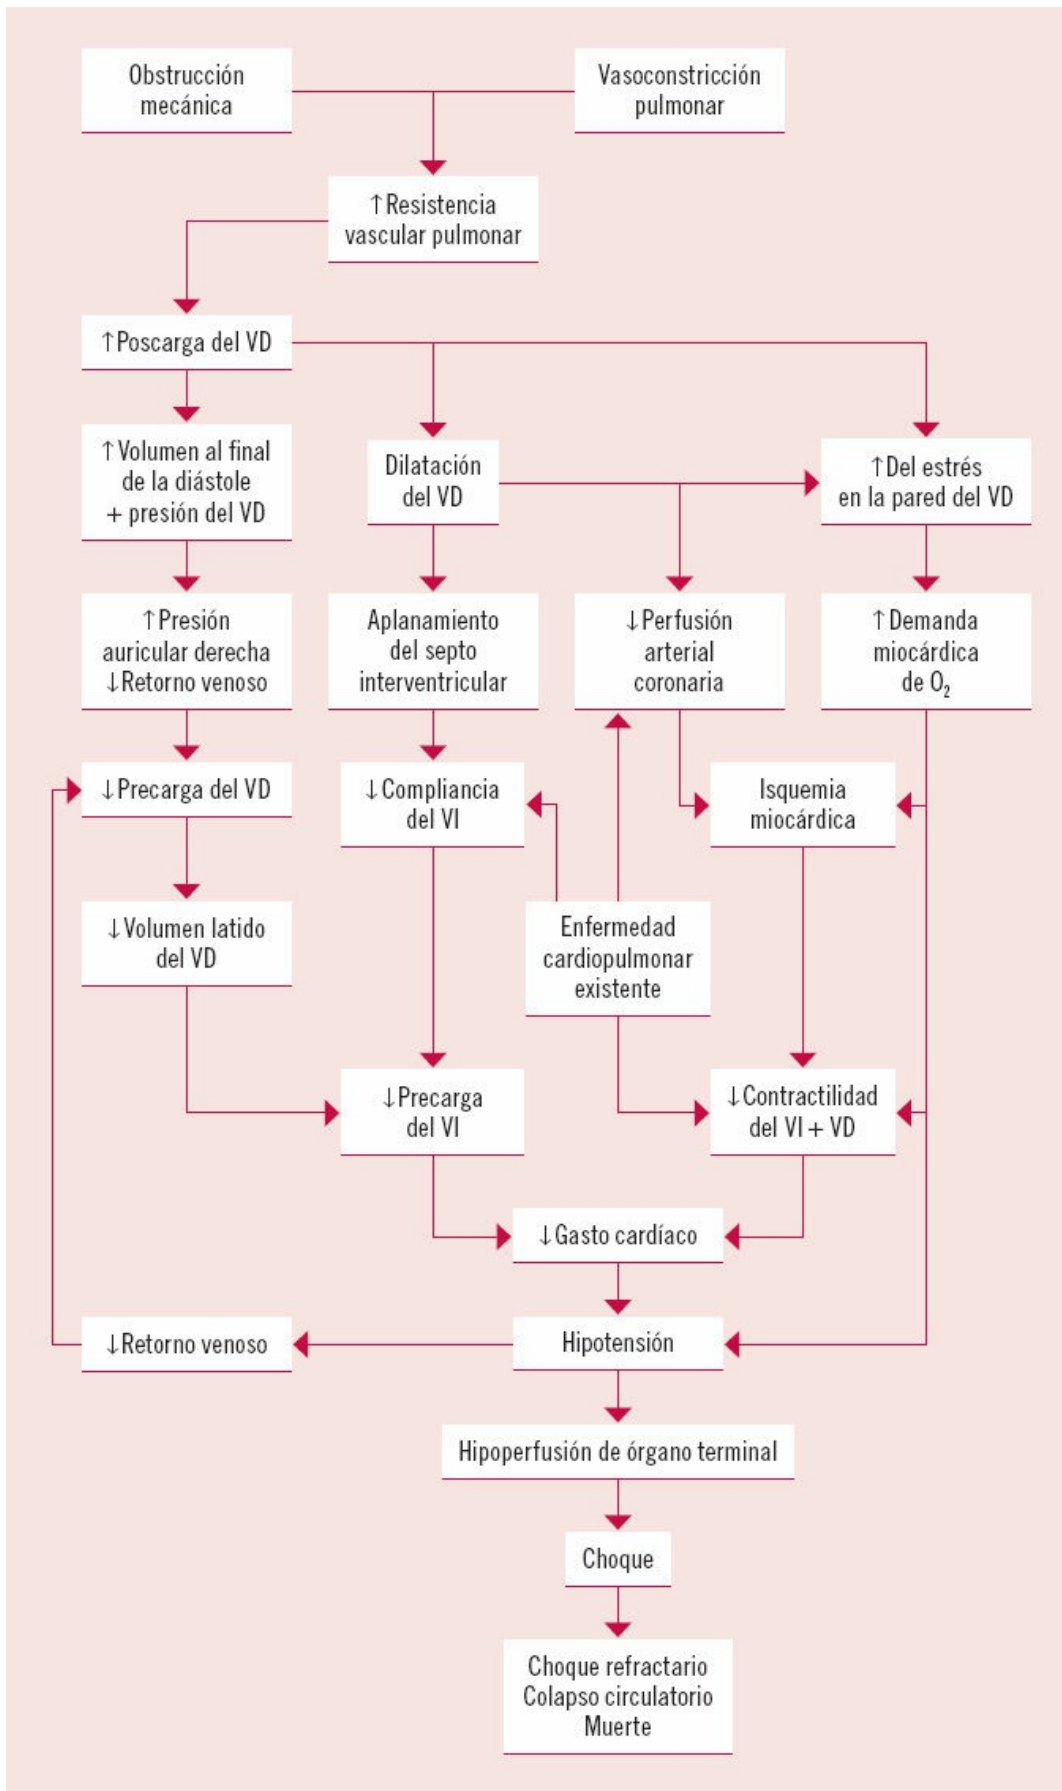 Obstrucción
mecánica
Vasoconstricción
pulmonar
↑Resistencia
vascular pulmonar
↑Poscarga del VD
↑Volumen al final
de la diástole
+ presión del VD
Dilatación
del VD
↑Del estrés
en la pared del VD
↑Presión
auricular derecha
↓Retorno venoso
Aplanamiento
del septo
interventricular
↓Perfusión
arterial
coronaria
↑Demanda
miocárdica
de O₂
↓Precarga del VD
↓Compliancia
del VI
Isquemia
miocárdica
↓Volumen latido
del VD
Enfermedad
cardiopulmonar
existente
↓Precarga
del VI
↓Contractilidad
del VI + VD
↓Gasto cardíaco
↓Retorno venoso
Hipotensión
Hipoperfusión de órgano terminal
Choque
Choque refractario
Colapso circulatorio
Muerte